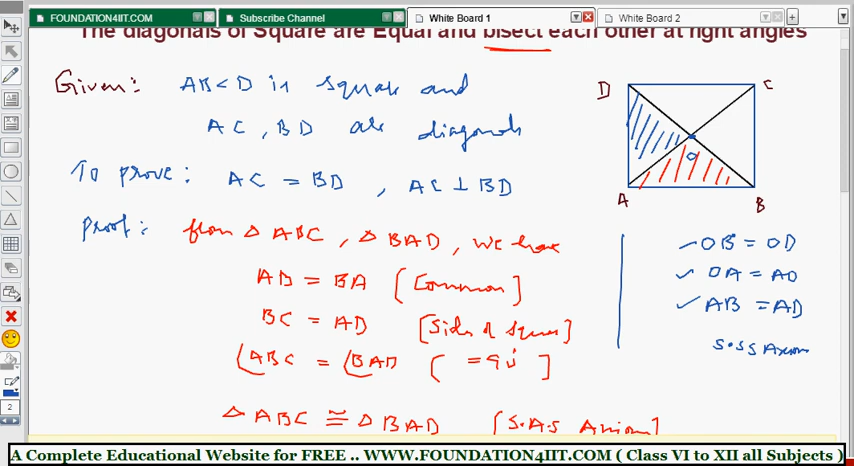 FOUNDATION4IIT.COM
Subscribe Channel
White Board 1
White Board 2
The diagonals of Square are Equal and bisect each other at right angles
Given: ABCD is square and
AC, BD are diagonals
To prove: AC = BD, AC ⊥ BD
Proof: from △ ABC, △ BAD, we have
AB = BA [Common]
BC = AD [Sides of Square]
∠ABC = ∠BAD [ = 90° ]
△ ABC ≅ △ BAD [S.A.S Axiom]
D
C
O
A
B
OB = OD
OA = AO
AB = AD
S.SS Axiom
2
A Complete Educational Website for FREE .. WWW.FOUNDATION4IIT.COM ( Class VI to XII all Subjects )